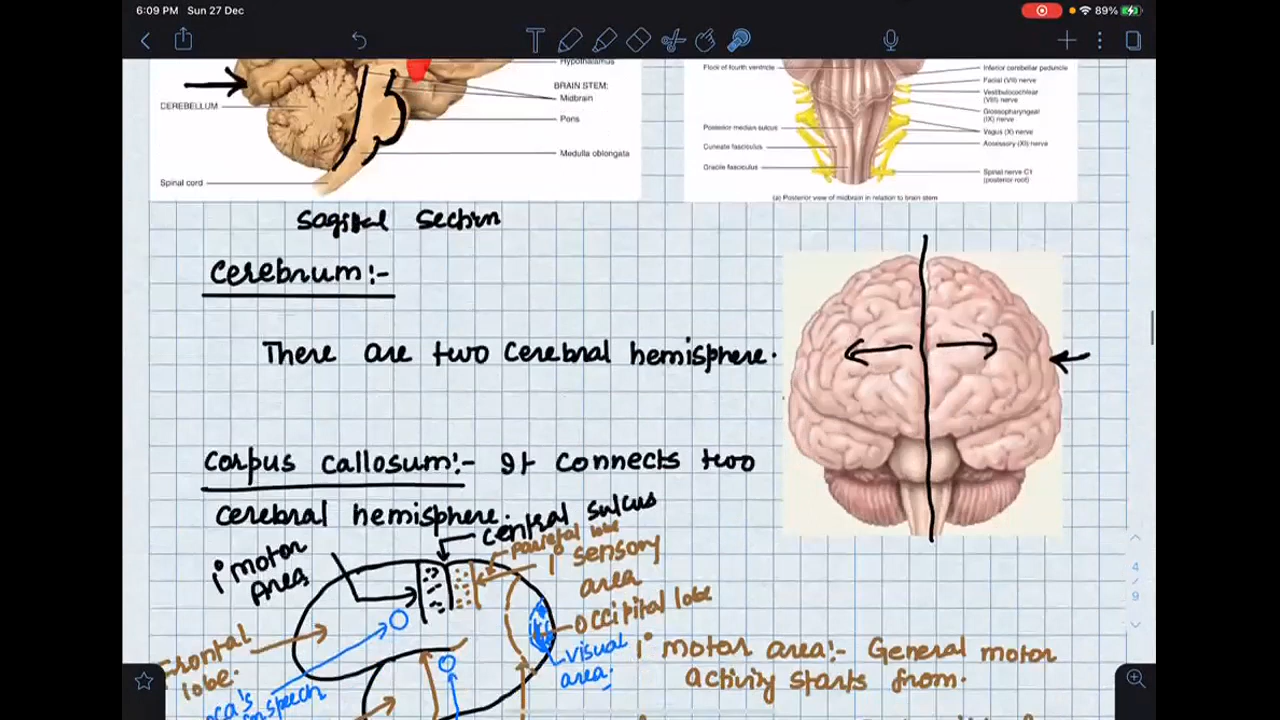 6:09 PM Sun 27 Dec
89%
Hypothalamus
BRAIN STEM:
Midbrain
CEREBELLUM
Pons
Medulla oblongata
Spinal cord
Floor of fourth ventricle
Inferior cerebellar peduncle
Facial (VII) nerve
Vestibulocochlear
(VIII) nerve
Glossopharyngeal
(IX) nerve
Posterior median sulcus
Vagus (X) nerve
Cuneate fasciculus
Accessory (XI) nerve
Gracile fasciculus
Spinal nerve C1
(posterior root)
(a) Posterior view of midbrain in relation to brain stem
Sagittal Section
Cerebrum:-
There are two Cerebral hemisphere.
Corpus callosum:- It connects two
cerebral hemisphere.
central sulcus
parietal lobe
1° motor
Area
1° sensory
area
occipital lobe
Frontal
lobe.
visual
area.
speech
1° motor area:- General motor
activity starts from.
4
9